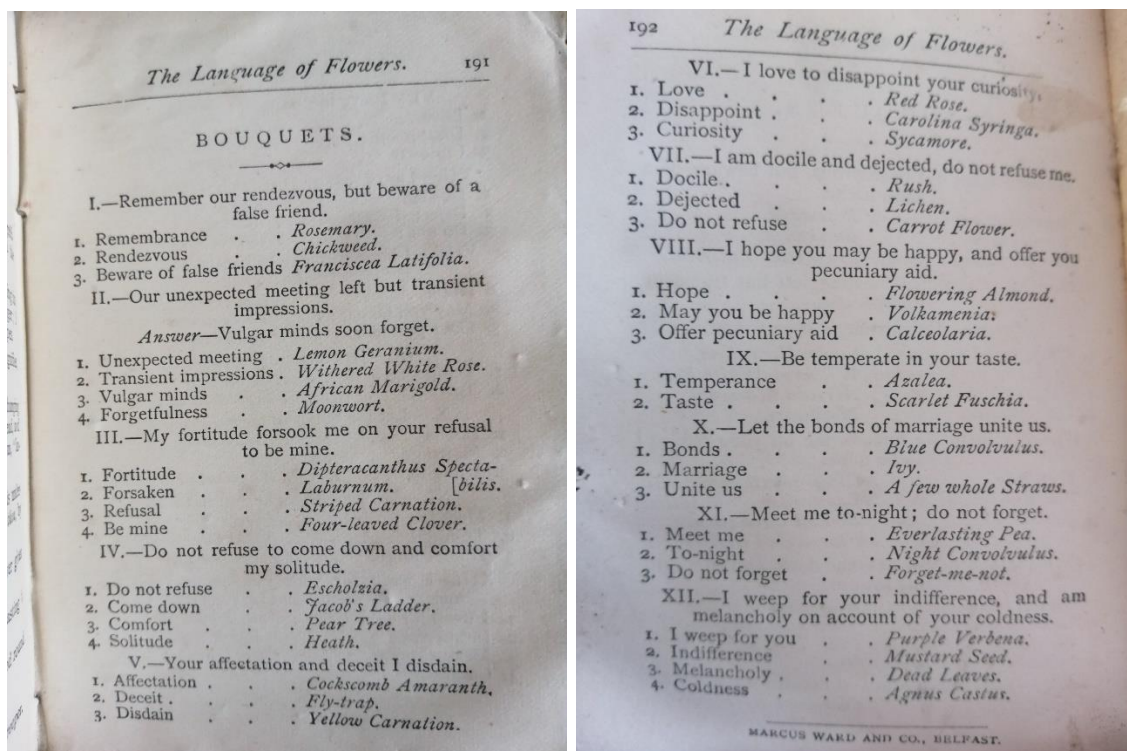 The Language of Flowers. 191
BOUQUETS.
I.—Remember our rendezvous, but beware of a
false friend.
1. Remembrance . . Rosemary.
2. Rendezvous . . Chickweed.
3. Beware of false friends Franciscea Latifolia.
II.—Our unexpected meeting left but transient
impressions.
Answer—Vulgar minds soon forget.
1. Unexpected meeting . Lemon Geranium.
2. Transient impressions . Withered White Rose.
3. Vulgar minds . . African Marigold.
4. Forgetfulness . . Moonwort.
III.—My fortitude forsook me on your refusal
to be mine.
1. Fortitude . . . Dipteracanthus Specta-
2. Forsaken . . . Laburnum. [bilis.
3. Refusal . . . Striped Carnation.
4. Be mine . . . Four-leaved Clover.
IV.—Do not refuse to come down and comfort
my solitude.
1. Do not refuse . . Escholzia.
2. Come down . . Jacob's Ladder.
3. Comfort . . . Pear Tree.
4. Solitude . . . Heath.
V.—Your affectation and deceit I disdain.
1. Affectation . . . Cockscomb Amaranth.
2. Deceit . . . . Fly-trap.
3. Disdain . . . Yellow Carnation.
192 The Language of Flowers.
VI.—I love to disappoint your curiosity.
1. Love . . . . Red Rose.
2. Disappoint . . . Carolina Syringa.
3. Curiosity . . . Sycamore.
VII.—I am docile and dejected, do not refuse me.
1. Docile . . . . Rush.
2. Dejected . . . Lichen.
3. Do not refuse . . Carrot Flower.
VIII.—I hope you may be happy, and offer you
pecuniary aid.
1. Hope . . . . Flowering Almond.
2. May you be happy . Volkamenia.
3. Offer pecuniary aid . Calceolaria.
IX.—Be temperate in your taste.
1. Temperance . . Azalea.
2. Taste . . . . Scarlet Fuschia.
X.—Let the bonds of marriage unite us.
1. Bonds . . . . Blue Convolvulus.
2. Marriage . . . Ivy.
3. Unite us . . . A few whole Straws.
XI.—Meet me to-night; do not forget.
1. Meet me . . . Everlasting Pea.
2. To-night . . . Night Convolvulus.
3. Do not forget . . Forget-me-not.
XII.—I weep for your indifference, and am
melancholy on account of your coldness.
1. I weep for you . . Purple Verbena.
2. Indifference . . Mustard Seed.
3. Melancholy . . . Dead Leaves.
4. Coldness . . . Agnus Castus.
MARCUS WARD AND CO., BELFAST.